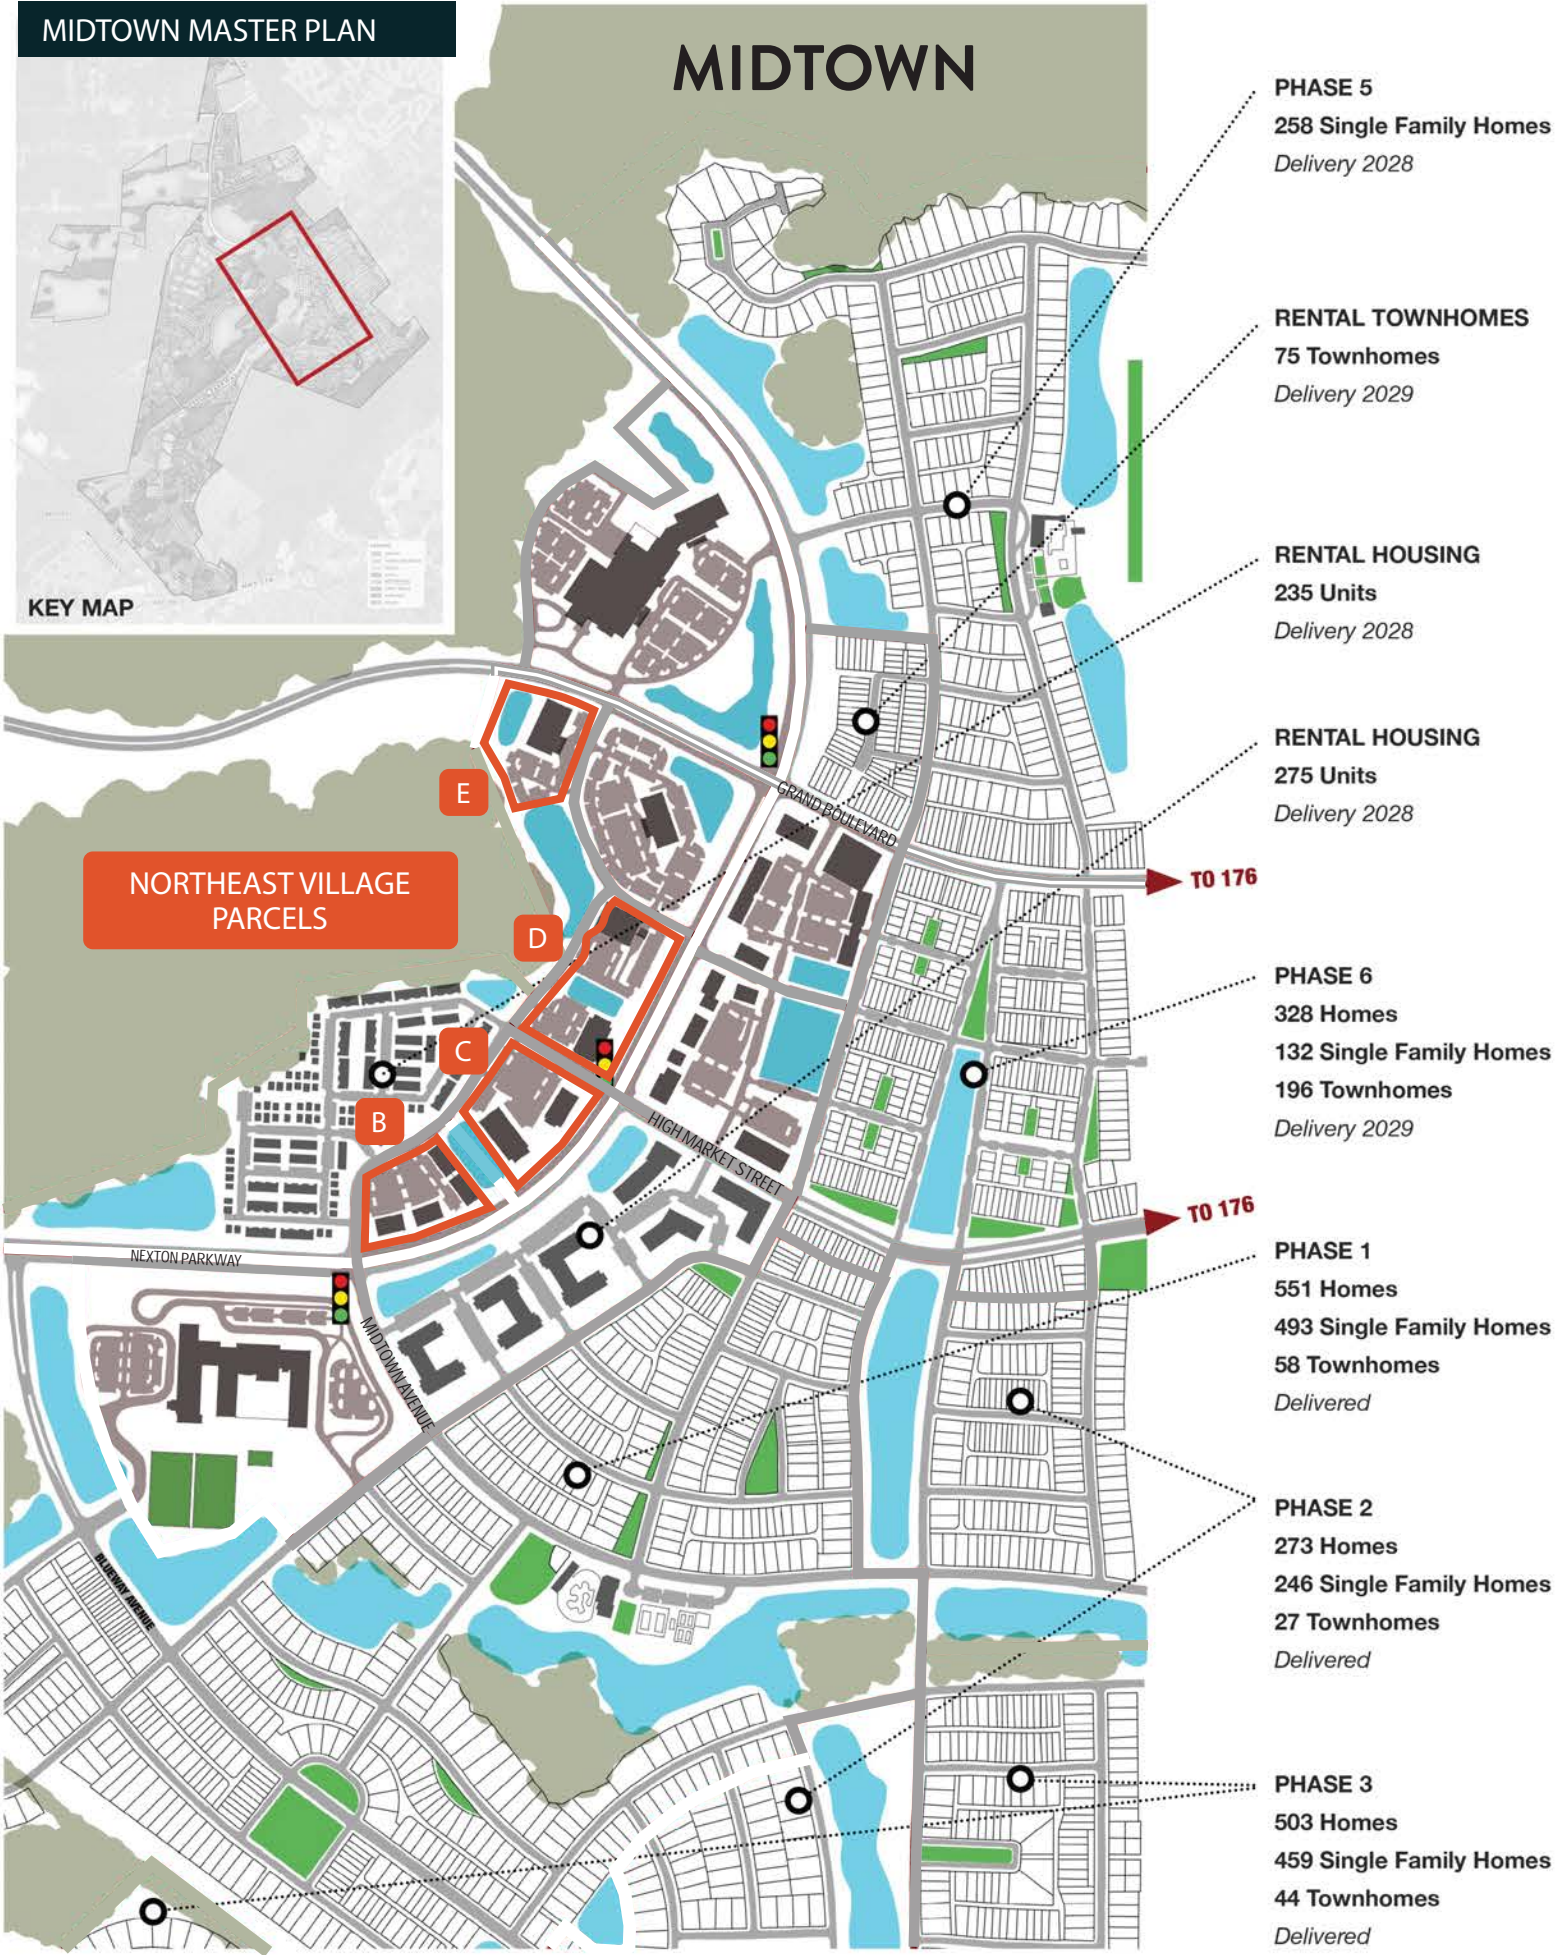 MIDTOWN MASTER PLAN
MIDTOWN
KEY MAP
PHASE 5
258 Single Family Homes
Delivery 2028
RENTAL TOWNHOMES
75 Townhomes
Delivery 2029
RENTAL HOUSING
235 Units
Delivery 2028
RENTAL HOUSING
275 Units
Delivery 2028
E
GRAND BOULEVARD
NORTHEAST VILLAGE
PARCELS
TO 176
D
C
B
PHASE 6
328 Homes
132 Single Family Homes
196 Townhomes
Delivery 2029
HIGH MARKET STREET
TO 176
NEXTON PARKWAY
MIDTOWN AVENUE
PHASE 1
551 Homes
493 Single Family Homes
58 Townhomes
Delivered
BLUEWAY AVENUE
PHASE 2
273 Homes
246 Single Family Homes
27 Townhomes
Delivered
PHASE 3
503 Homes
459 Single Family Homes
44 Townhomes
Delivered